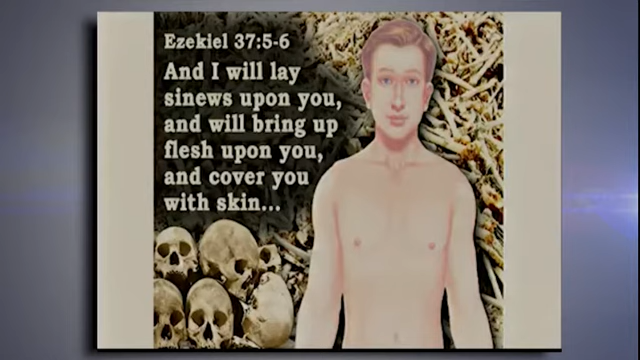 Ezekiel 37:5-6
And I will lay
sinews upon you,
and will bring up
flesh upon you,
and cover you
with skin...